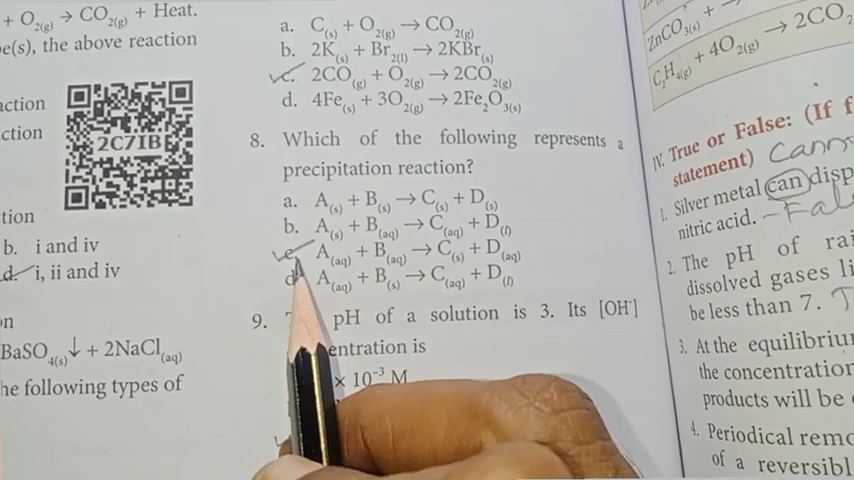 + O2(g) → CO2(g) + Heat.
e(s), the above reaction
action
ction
2C7IB
tion
b. i and iv
d. i, ii and iv
n
BaSO4(s)↓ + 2NaCl(aq)
he following types of
a. C(s) + O2(g) → CO2(g)
b. 2K(s) + Br2(l) → 2KBr(s)
c. 2CO(g) + O2(g) → 2CO2(g)
d. 4Fe(s) + 3O2(g) → 2Fe2O3(s)
8. Which of the following represents a
precipitation reaction?
a. A(s) + B(s) → C(s) + D(s)
b. A(s) + B(aq) → C(aq) + D(l)
c. A(aq) + B(aq) → C(s) + D(aq)
d. A(aq) + B(s) → C(aq) + D(l)
9. pH of a solution is 3. Its [OH-]
entration is
× 10⁻³ M
ZnCO3(s) + →
C2H4(g) + 4O2(g) → 2CO2
IV. True or False: (If f
statement) Cann
1. Silver metal can disp
nitric acid. - Fal
2. The pH of rai
dissolved gases li
be less than 7. T
3. At the equilibriu
the concentration
products will be
4. Periodical remo
of a reversibl